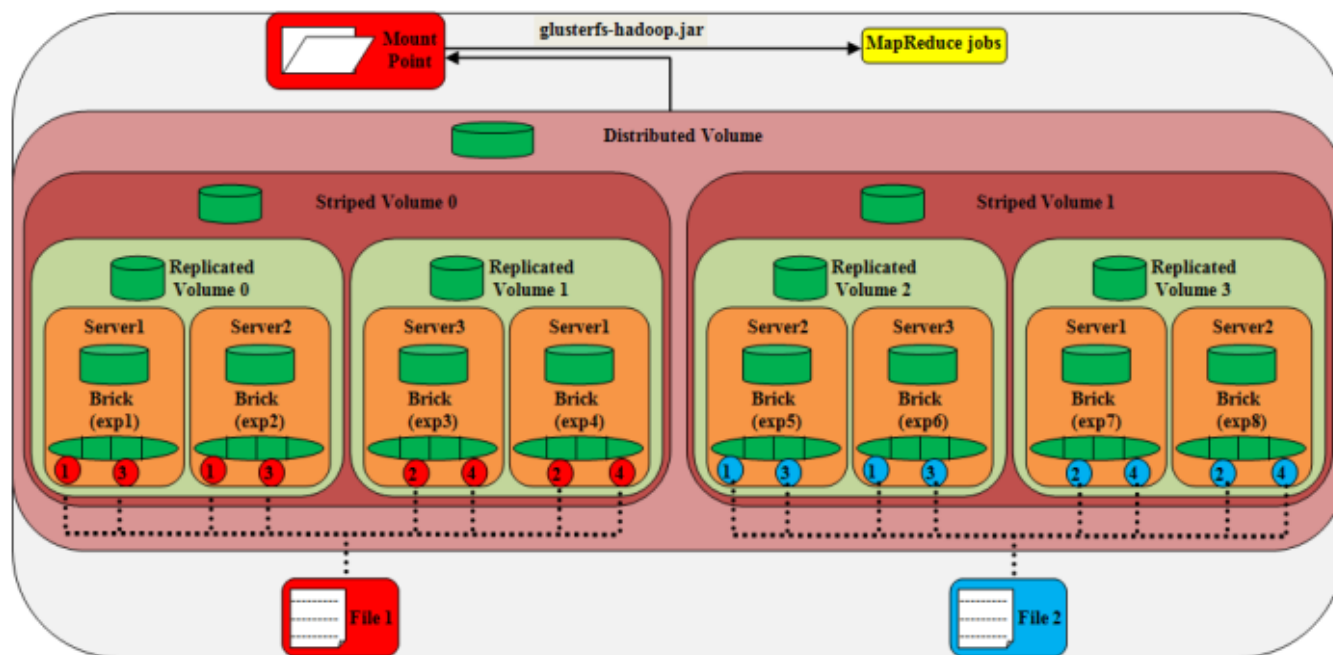 glusterfs-hadoop.jar
Mount
Point
MapReduce jobs
Distributed Volume
Striped Volume 0
Striped Volume 1
Replicated
Volume 0
Replicated
Volume 1
Replicated
Volume 2
Replicated
Volume 3
Server1
Server2
Server3
Server1
Server2
Server3
Server1
Server2
Brick
(exp1)
Brick
(exp2)
Brick
(exp3)
Brick
(exp4)
Brick
(exp5)
Brick
(exp6)
Brick
(exp7)
Brick
(exp8)
1 3 1 3 2 4 2 4 1 3 1 3 2 4 2 4
File 1
File 2